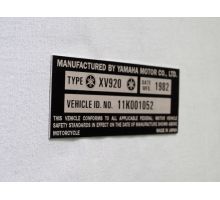 MANUFACTURED BY YAMAHA MOTOR CO., LTD.
TYPE XV920 DATE MFG. 1982
VEHICLE ID. NO. 11K001052
THIS VEHICLE CONFORMS TO ALL APPLICABLE FEDERAL MOTOR VEHICLE
SAFETY STANDARDS IN EFFECT ON THE DATE OF MANUFACTURE SHOWN ABOVE
MOTORCYCLE MADE IN JAPAN